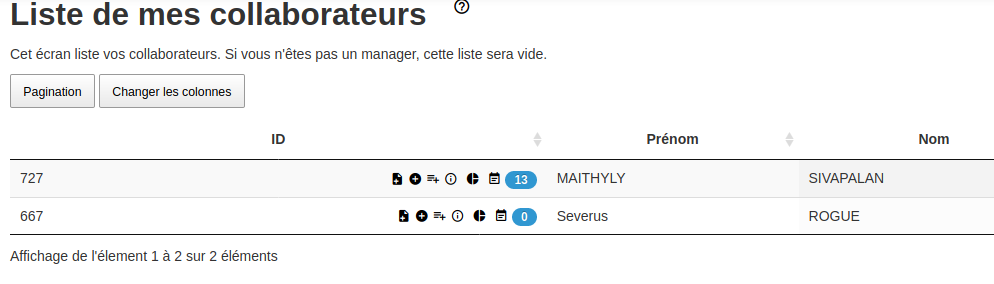 Liste de mes collaborateurs
Cet écran liste vos collaborateurs. Si vous n'êtes pas un manager, cette liste sera vide.
Pagination Changer les colonnes
ID Prénom Nom
727 13 MAITHYLY SIVAPALAN
667 0 Severus ROGUE
Affichage de l'élement 1 à 2 sur 2 éléments